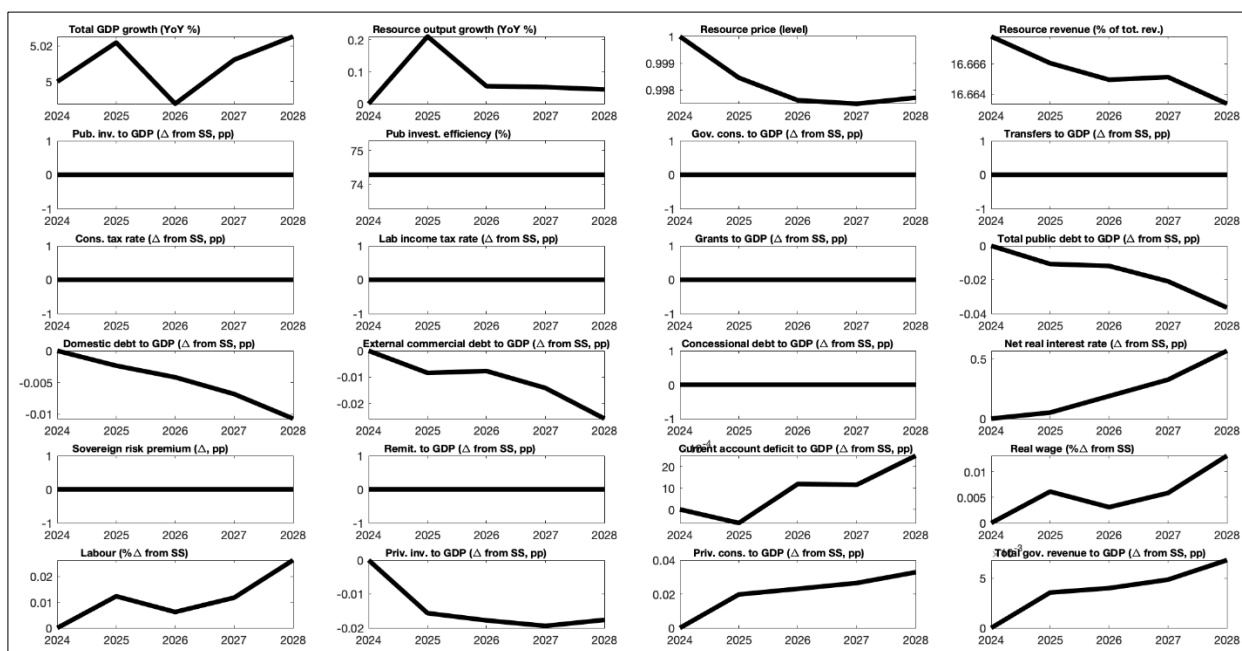 Total GDP growth (YoY %)
5.02
5
2024 2025 2026 2027 2028
Resource output growth (YoY %)
0.2
0.1
0
2024 2025 2026 2027 2028
Resource price (level)
1
0.999
0.998
2024 2025 2026 2027 2028
Resource revenue (% of tot. rev.)
16.666
16.664
2024 2025 2026 2027 2028
Pub. inv. to GDP (Δ from SS, pp)
1
0
-1
2024 2025 2026 2027 2028
Pub invest. efficiency (%)
75
74
2024 2025 2026 2027 2028
Gov. cons. to GDP (Δ from SS, pp)
1
0
-1
2024 2025 2026 2027 2028
Transfers to GDP (Δ from SS, pp)
1
0
-1
2024 2025 2026 2027 2028
Cons. tax rate (Δ from SS, pp)
1
0
-1
2024 2025 2026 2027 2028
Lab income tax rate (Δ from SS, pp)
1
0
-1
2024 2025 2026 2027 2028
Grants to GDP (Δ from SS, pp)
1
0
-1
2024 2025 2026 2027 2028
Total public debt to GDP (Δ from SS, pp)
0
-0.02
-0.04
2024 2025 2026 2027 2028
Domestic debt to GDP (Δ from SS, pp)
0
-0.005
-0.01
2024 2025 2026 2027 2028
External commercial debt to GDP (Δ from SS, pp)
0
-0.01
-0.02
2024 2025 2026 2027 2028
Concessional debt to GDP (Δ from SS, pp)
1
0
-1
2024 2025 2026 2027 2028
Net real interest rate (Δ from SS, pp)
0.5
0
2024 2025 2026 2027 2028
Sovereign risk premium (Δ, pp)
1
0
-1
2024 2025 2026 2027 2028
Remit. to GDP (Δ from SS, pp)
1
0
-1
2024 2025 2026 2027 2028
Current account deficit to GDP (Δ from SS, pp)
20
10
0
2024 2025 2026 2027 2028
Real wage (%Δ from SS)
0.01
0.005
0
2024 2025 2026 2027 2028
Labour (%Δ from SS)
0.02
0.01
0
2024 2025 2026 2027 2028
Priv. inv. to GDP (Δ from SS, pp)
0
-0.01
-0.02
2024 2025 2026 2027 2028
Priv. cons. to GDP (Δ from SS, pp)
0.04
0.02
0
2024 2025 2026 2027 2028
Total gov. revenue to GDP (Δ from SS, pp)
5
0
2024 2025 2026 2027 2028